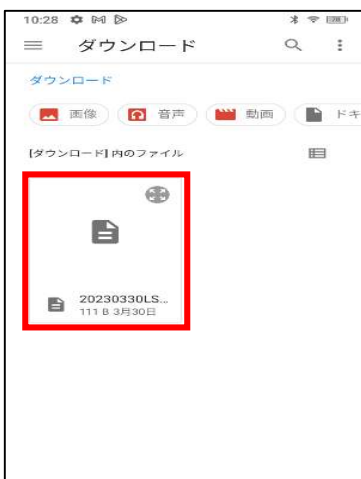 10:28
ダウンロード
ダウンロード
画像 音声 動画 ドキ
[ダウンロード] 内のファイル
20230330LS...
111 B 3月30日